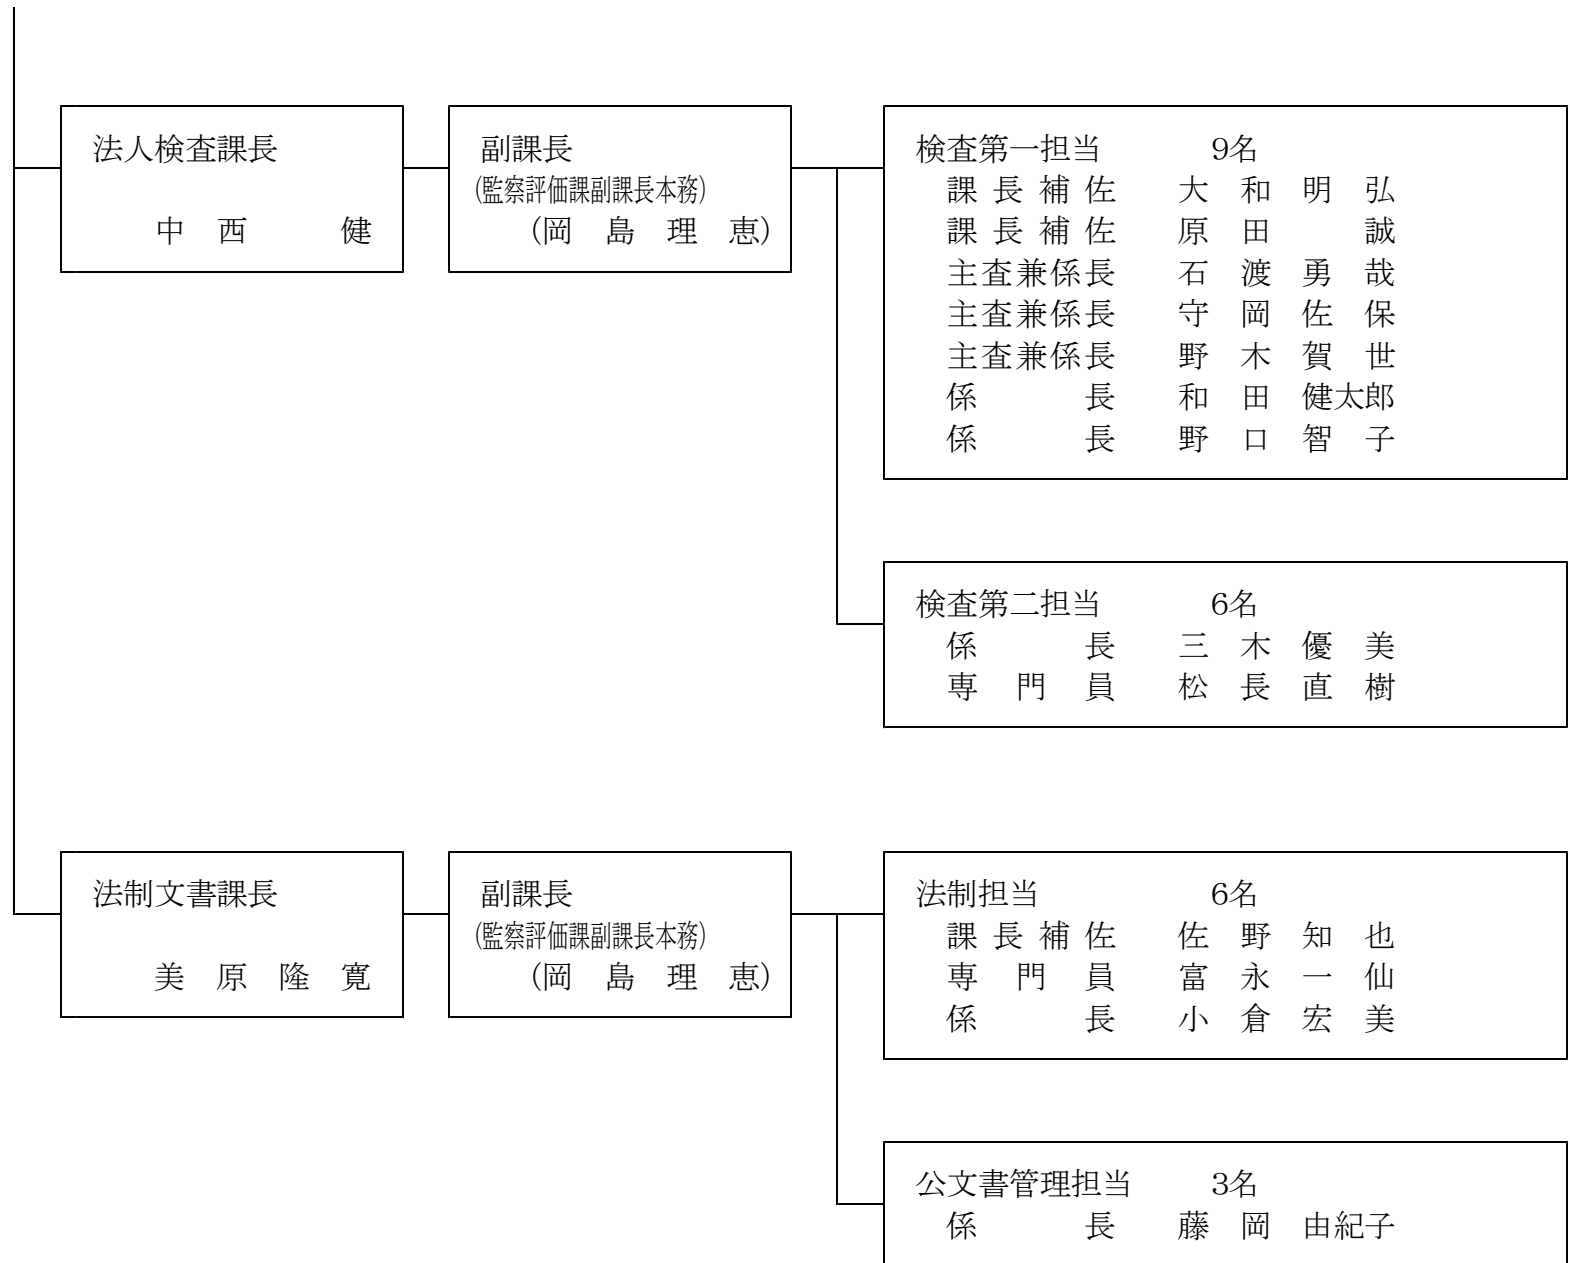 法人検査課長
中西　健
副課長
(監察評価課副課長本務)
(岡島理恵)
検査第一担当　9名
課長補佐　大和明弘
課長補佐　原田　誠
主査兼係長　石渡勇哉
主査兼係長　守岡佐保
主査兼係長　野木賀世
係長　和田健太郎
係長　野口智子
検査第二担当　6名
係長　三木優美
専門員　松長直樹
法制文書課長
美原隆寛
副課長
(監察評価課副課長本務)
(岡島理恵)
法制担当　6名
課長補佐　佐野知也
専門員　富永一仙
係長　小倉宏美
公文書管理担当　3名
係長　藤岡由紀子